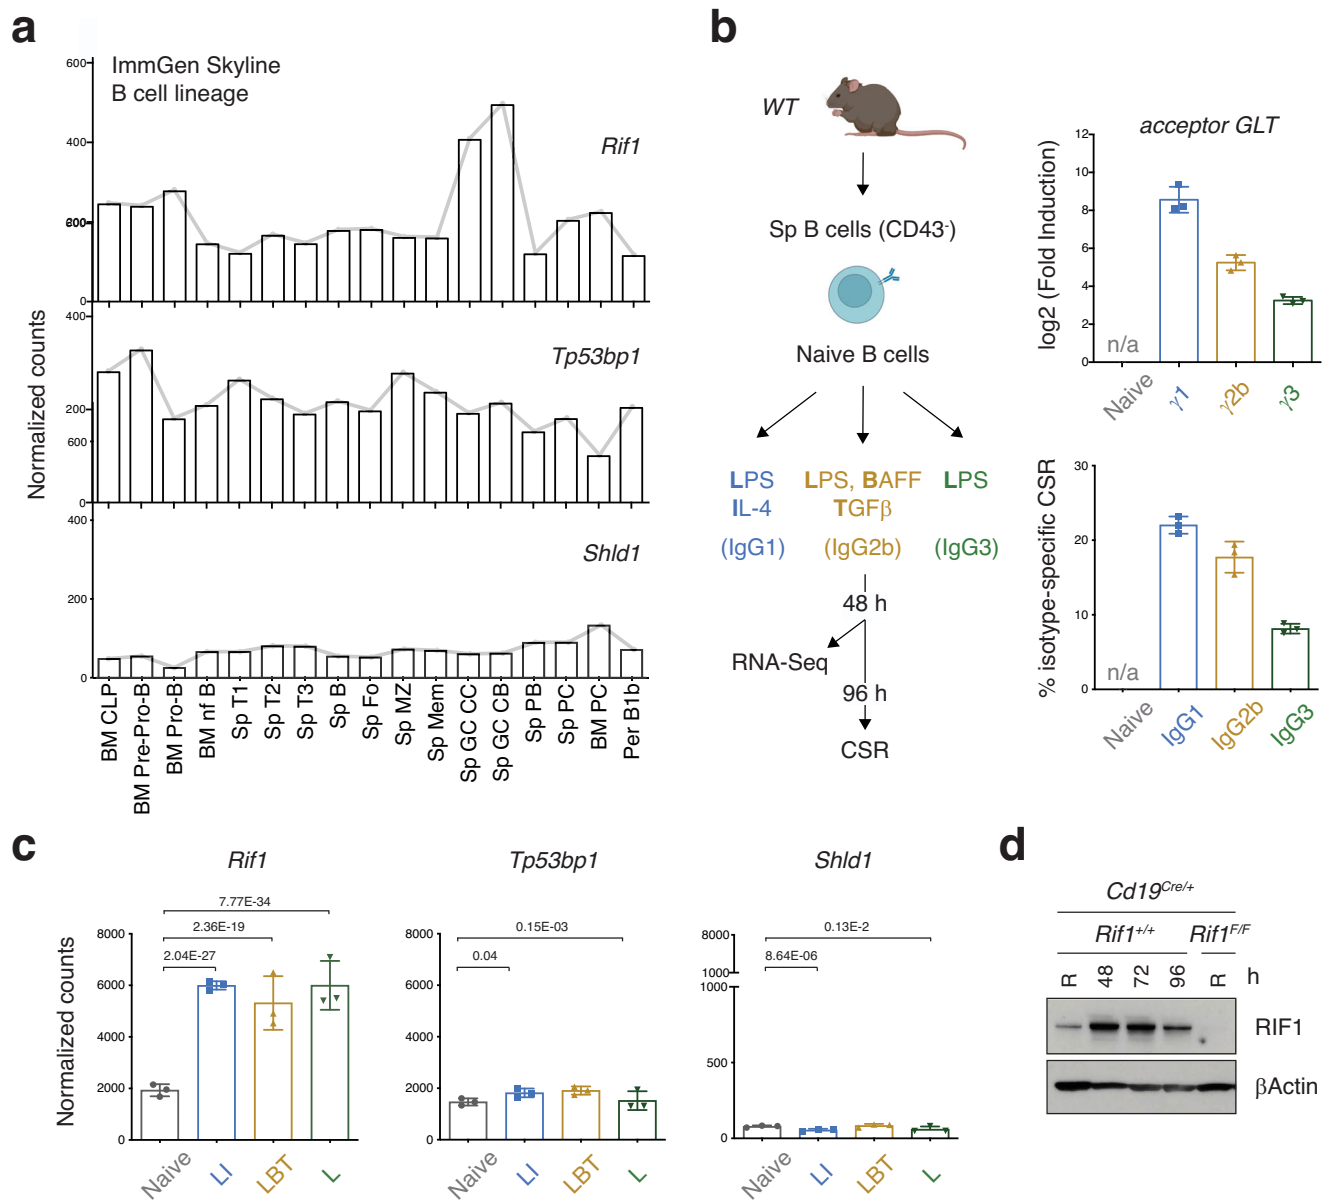 a
ImmGen Skyline
B cell lineage
Rif1
600
400
200
600
0
Tp53bp1
400
200
600
0
Shld1
400
200
0
Normalized counts
BM CLP
BM Pre-Pro-B
BM Pro-B
BM nf B
Sp T1
Sp T2
Sp T3
Sp B
Sp Fo
Sp MZ
Sp Mem
Sp GC CC
Sp GC CB
Sp PB
Sp PC
BM PC
Per B1b
b
WT
Sp B cells (CD43-)
Naive B cells
LPS
IL-4
(IgG1)
LPS, BAFF
TGFβ
(IgG2b)
LPS
(IgG3)
48 h
RNA-Seq
96 h
CSR
acceptor GLT
log2 (Fold Induction)
12
10
8
6
4
2
0
n/a
Naive
γ1
γ2b
γ3
% isotype-specific CSR
30
20
10
0
n/a
Naive
IgG1
IgG2b
IgG3
c
Rif1
7.77E-34
2.36E-19
2.04E-27
Normalized counts
8000
6000
4000
2000
0
Naive
LI
LBT
L
Tp53bp1
0.15E-03
0.04
8000
6000
4000
2000
0
Naive
LI
LBT
L
Shld1
0.13E-2
8.64E-06
8000
1000
1000
500
0
Naive
LI
LBT
L
d
Cd19Cre/+
Rif1+/+ Rif1F/F
R 48 72 96 R h
RIF1
βActin